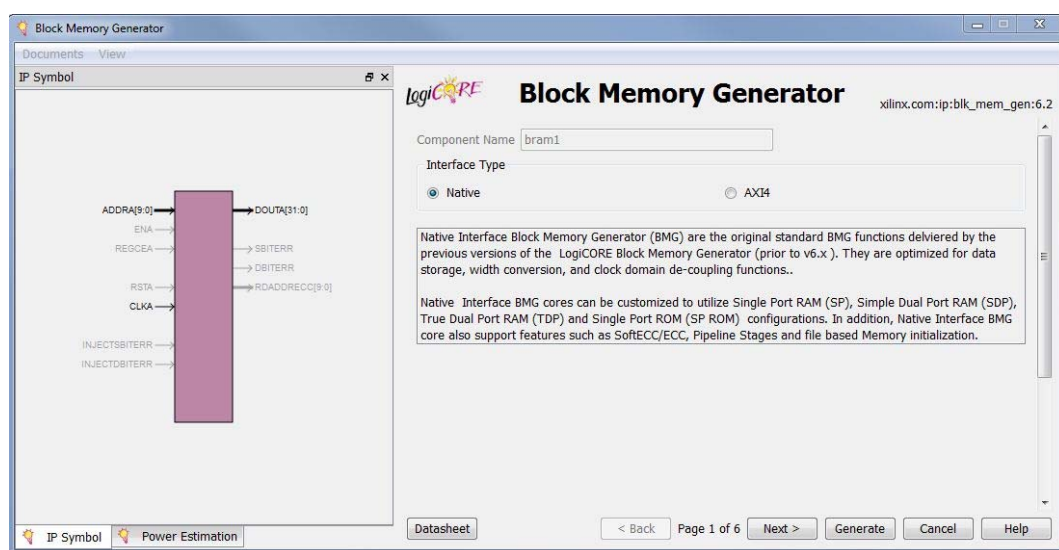 Block Memory Generator
Documents View
IP Symbol
ADDRA[9:0]
DOUTA[31:0]
ENA
REGCEA
SBITERR
DBITERR
RSTA
RDADDRECC[9:0]
CLKA
INJECTSBITERR
INJECTDBITERR
IP Symbol
Power Estimation
LogiCORE
Block Memory Generator
xilinx.com:ip:blk_mem_gen:6.2
Component Name bram1
Interface Type
Native
AXI4
Native Interface Block Memory Generator (BMG) are the original standard BMG functions delviered by the
previous versions of the LogiCORE Block Memory Generator (prior to v6.x ). They are optimized for data
storage, width conversion, and clock domain de-coupling functions..
Native Interface BMG cores can be customized to utilize Single Port RAM (SP), Simple Dual Port RAM (SDP),
True Dual Port RAM (TDP) and Single Port ROM (SP ROM) configurations. In addition, Native Interface BMG
core also support features such as SoftECC/ECC, Pipeline Stages and file based Memory initialization.
Datasheet
< Back
Page 1 of 6
Next >
Generate
Cancel
Help